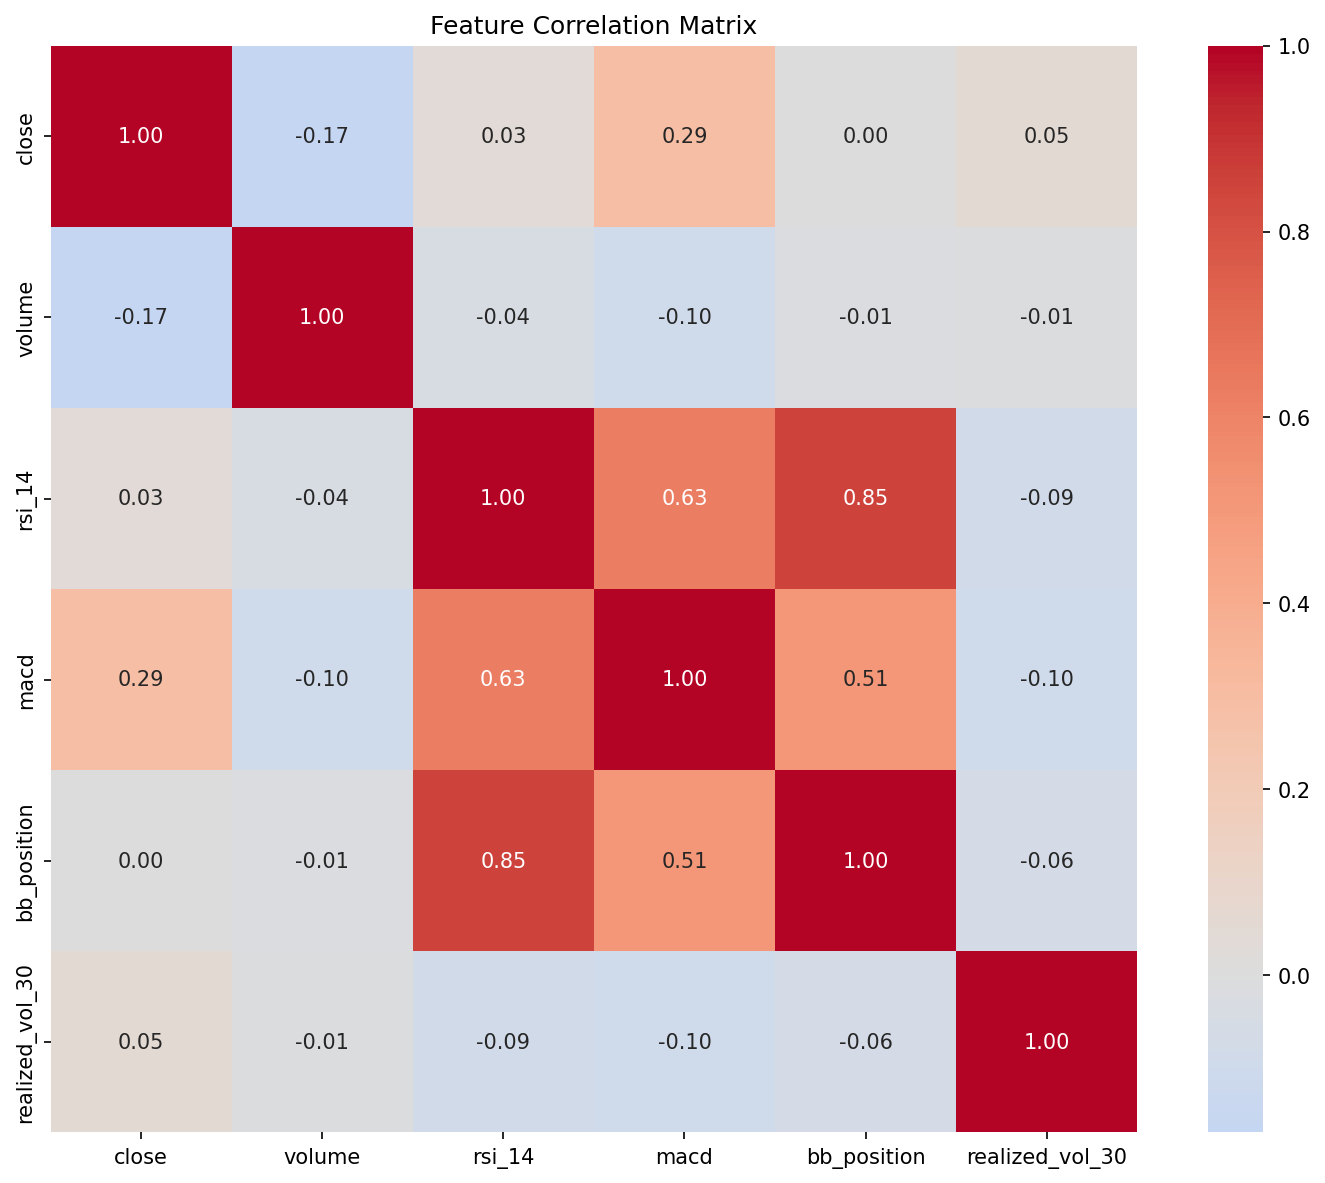 Feature Correlation Matrix
close 1.00 -0.17 0.03 0.29 0.00 0.05
volume -0.17 1.00 -0.04 -0.10 -0.01 -0.01
rsi_14 0.03 -0.04 1.00 0.63 0.85 -0.09
macd 0.29 -0.10 0.63 1.00 0.51 -0.10
bb_position 0.00 -0.01 0.85 0.51 1.00 -0.06
realized_vol_30 0.05 -0.01 -0.09 -0.10 -0.06 1.00
close volume rsi_14 macd bb_position realized_vol_30
1.0
0.8
0.6
0.4
0.2
0.0